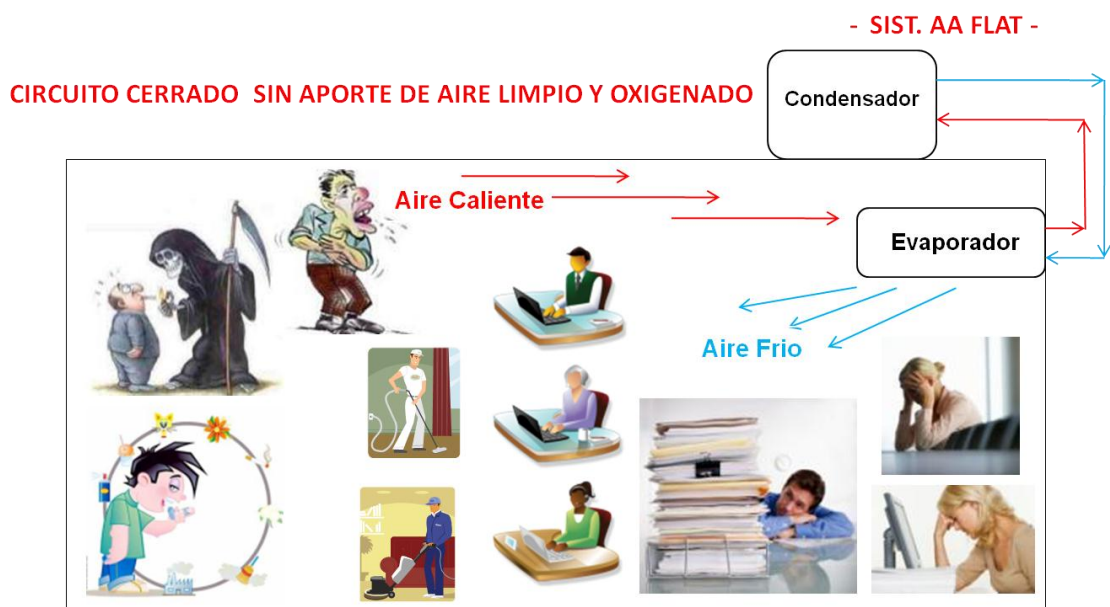 - SIST. AA FLAT -
CIRCUITO CERRADO SIN APORTE DE AIRE LIMPIO Y OXIGENADO
Condensador
Aire Caliente
Evaporador
Aire Frio